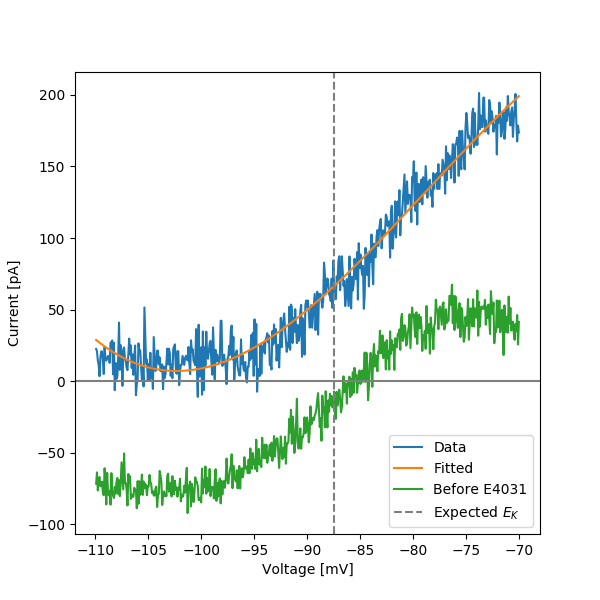 200
150
100
50
0
−50
−100
−110
−105
−100
−95
−90
−85
−80
−75
−70
Current [pA]
Voltage [mV]
Data
Fitted
Before E4031
Expected E_K